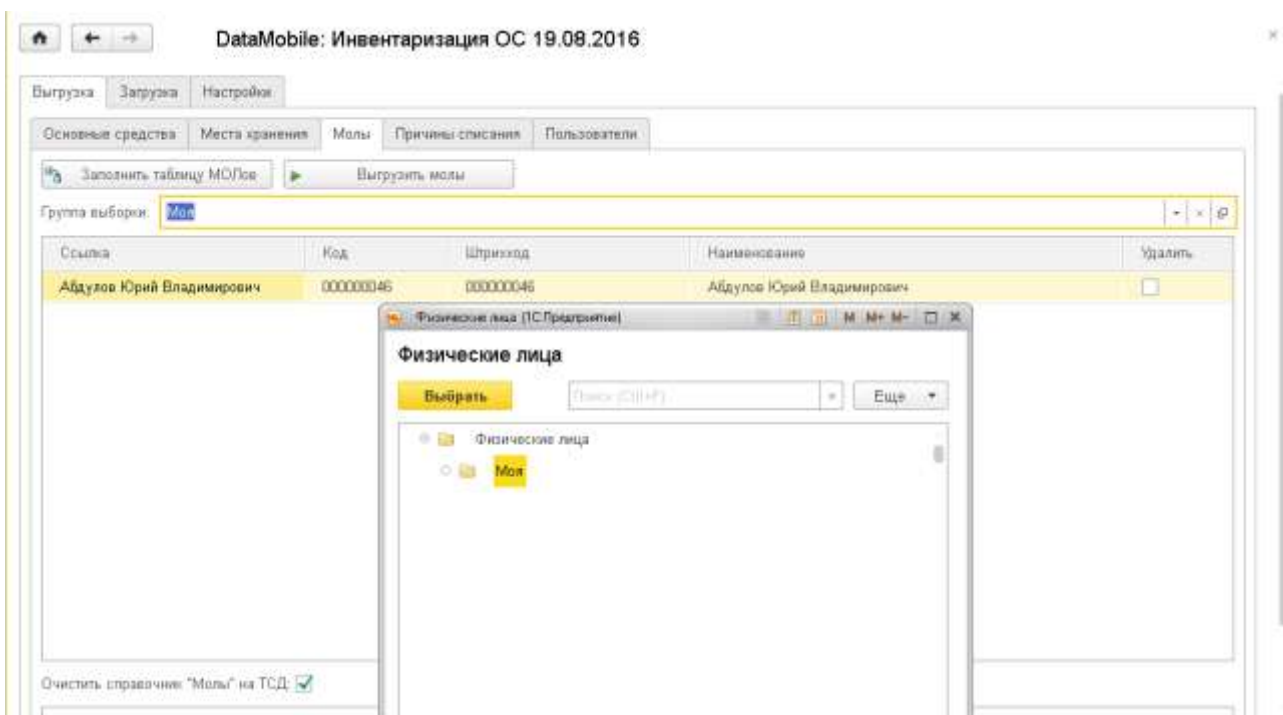 DataMobile: Инвентаризация ОС 19.08.2016
Выгрузка Загрузка Настройки
Основные средства Места хранения Молы Причины списания Пользователи
Заполнить таблицу МОЛов Выгрузить молы
Группа выборки: Мол
Ссылка Код Штрихкод Наименование Удалить
Абдулов Юрий Владимирович 000000046 000000046 Абдулов Юрий Владимирович
Физические лица (1С:Предприятие) M M+ M-
Физические лица
Выбрать Поиск (Ctrl+F) Еще
Физические лица
Мол
Очистить справочник "Молы" на ТСД: